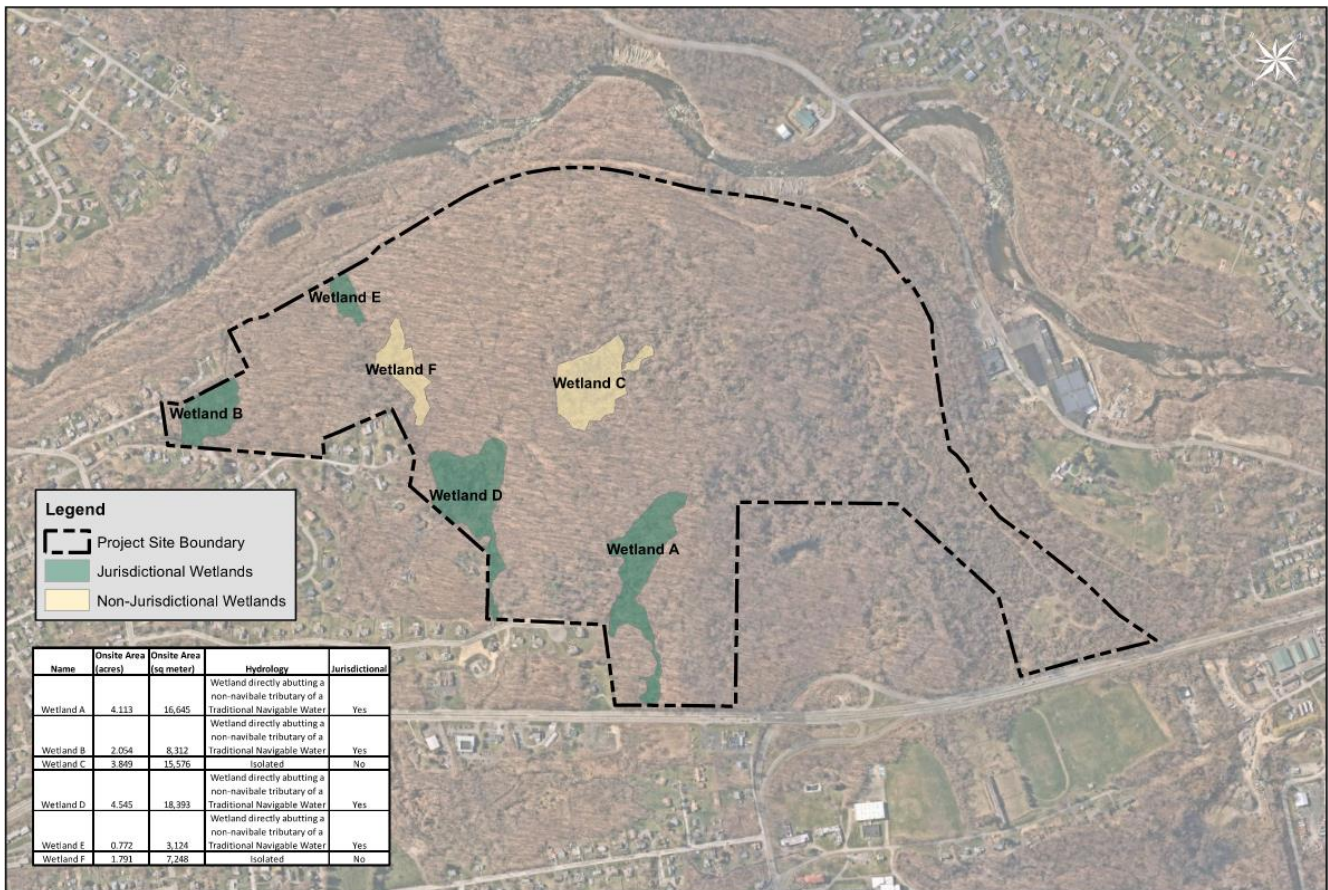 Wetland E
Wetland F
Wetland C
Wetland B
Wetland D
Wetland A
Legend
Project Site Boundary
Jurisdictional Wetlands
Non-Jurisdictional Wetlands
Name Onsite Area (acres) Onsite Area (sq meter) Hydrology Jurisdictional
Wetland A 4.113 16,645 Wetland directly abutting a non-navibale tributary of a Traditional Navigable Water Yes
Wetland B 2.054 8,312 Wetland directly abutting a non-navibale tributary of a Traditional Navigable Water Yes
Wetland C 3.849 15,576 Isolated No
Wetland D 4.545 18,393 Wetland directly abutting a non-navibale tributary of a Traditional Navigable Water Yes
Wetland E 0.772 3,124 Wetland directly abutting a non-navibale tributary of a Traditional Navigable Water Yes
Wetland F 1.791 7,248 Isolated No